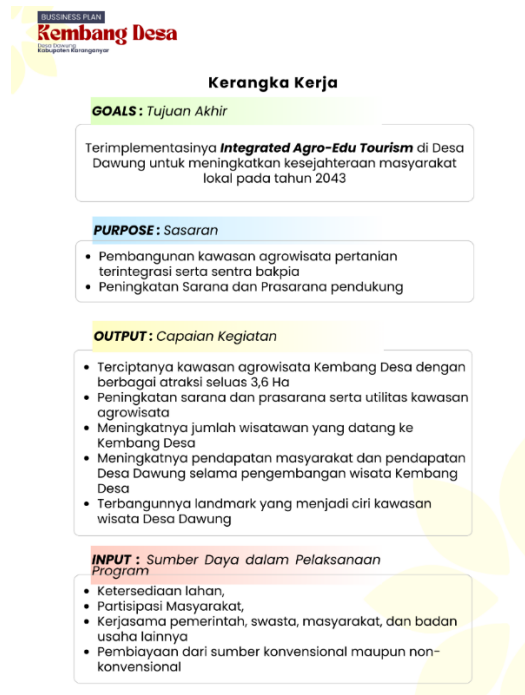 BUSSINESS PLAN
Kembang Desa
Desa Dawung
Kabupaten Karanganyar
Kerangka Kerja
GOALS : Tujuan Akhir
Terimplementasinya Integrated Agro-Edu Tourism di Desa
Dawung untuk meningkatkan kesejahteraan masyarakat
lokal pada tahun 2043
PURPOSE : Sasaran
• Pembangunan kawasan agrowisata pertanian
terintegrasi serta sentra bakpia
• Peningkatan Sarana dan Prasarana pendukung
OUTPUT : Capaian Kegiatan
• Terciptanya kawasan agrowisata Kembang Desa dengan
berbagai atraksi seluas 3,6 Ha
• Peningkatan sarana dan prasarana serta utilitas kawasan
agrowisata
• Meningkatnya jumlah wisatawan yang datang ke
Kembang Desa
• Meningkatnya pendapatan masyarakat dan pendapatan
Desa Dawung selama pengembangan wisata Kembang
Desa
• Terbangunnya landmark yang menjadi ciri kawasan
wisata Desa Dawung
INPUT : Sumber Daya dalam Pelaksanaan
Program
• Ketersediaan lahan,
• Partisipasi Masyarakat,
• Kerjasama pemerintah, swasta, masyarakat, dan badan
usaha lainnya
• Pembiayaan dari sumber konvensional maupun non-
konvensional